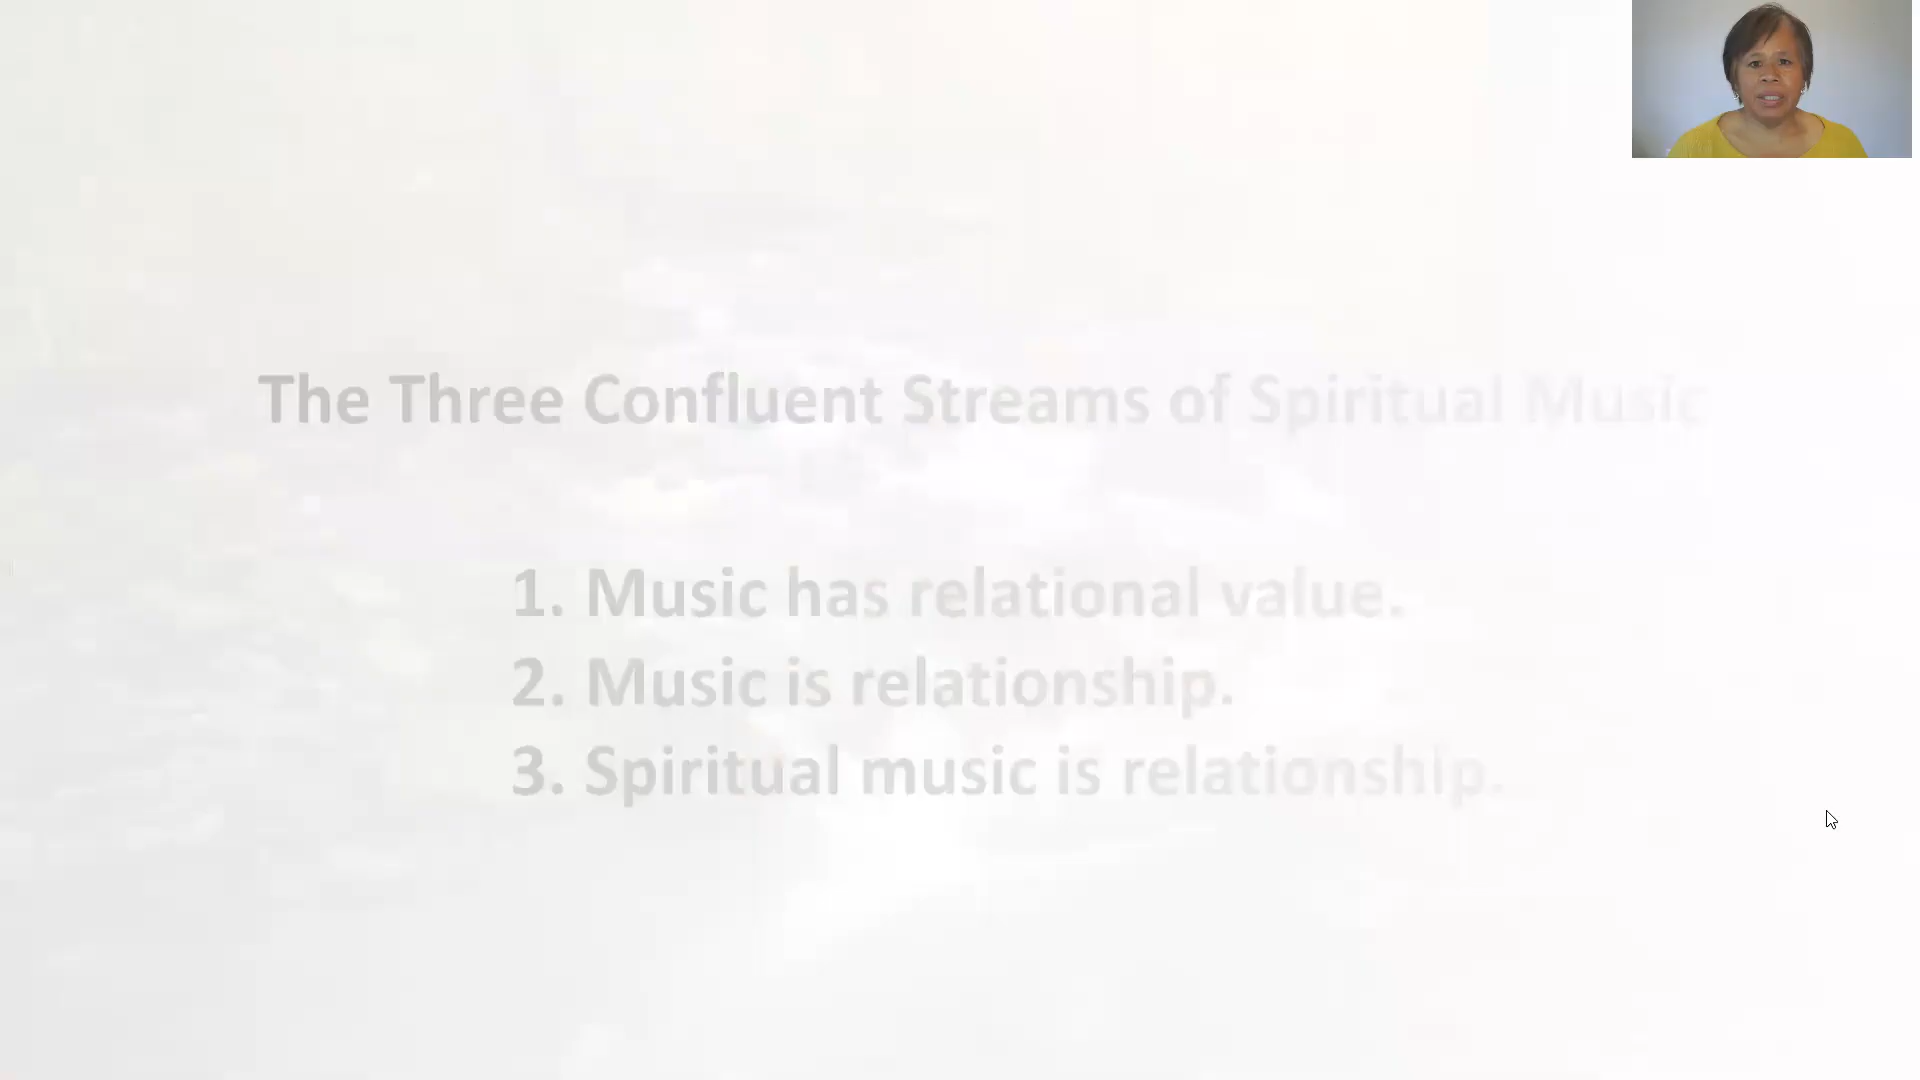 The Three Confluent Streams of Spiritual Music
1. Music has relational value.
2. Music is relationship.
3. Spiritual music is relationship.